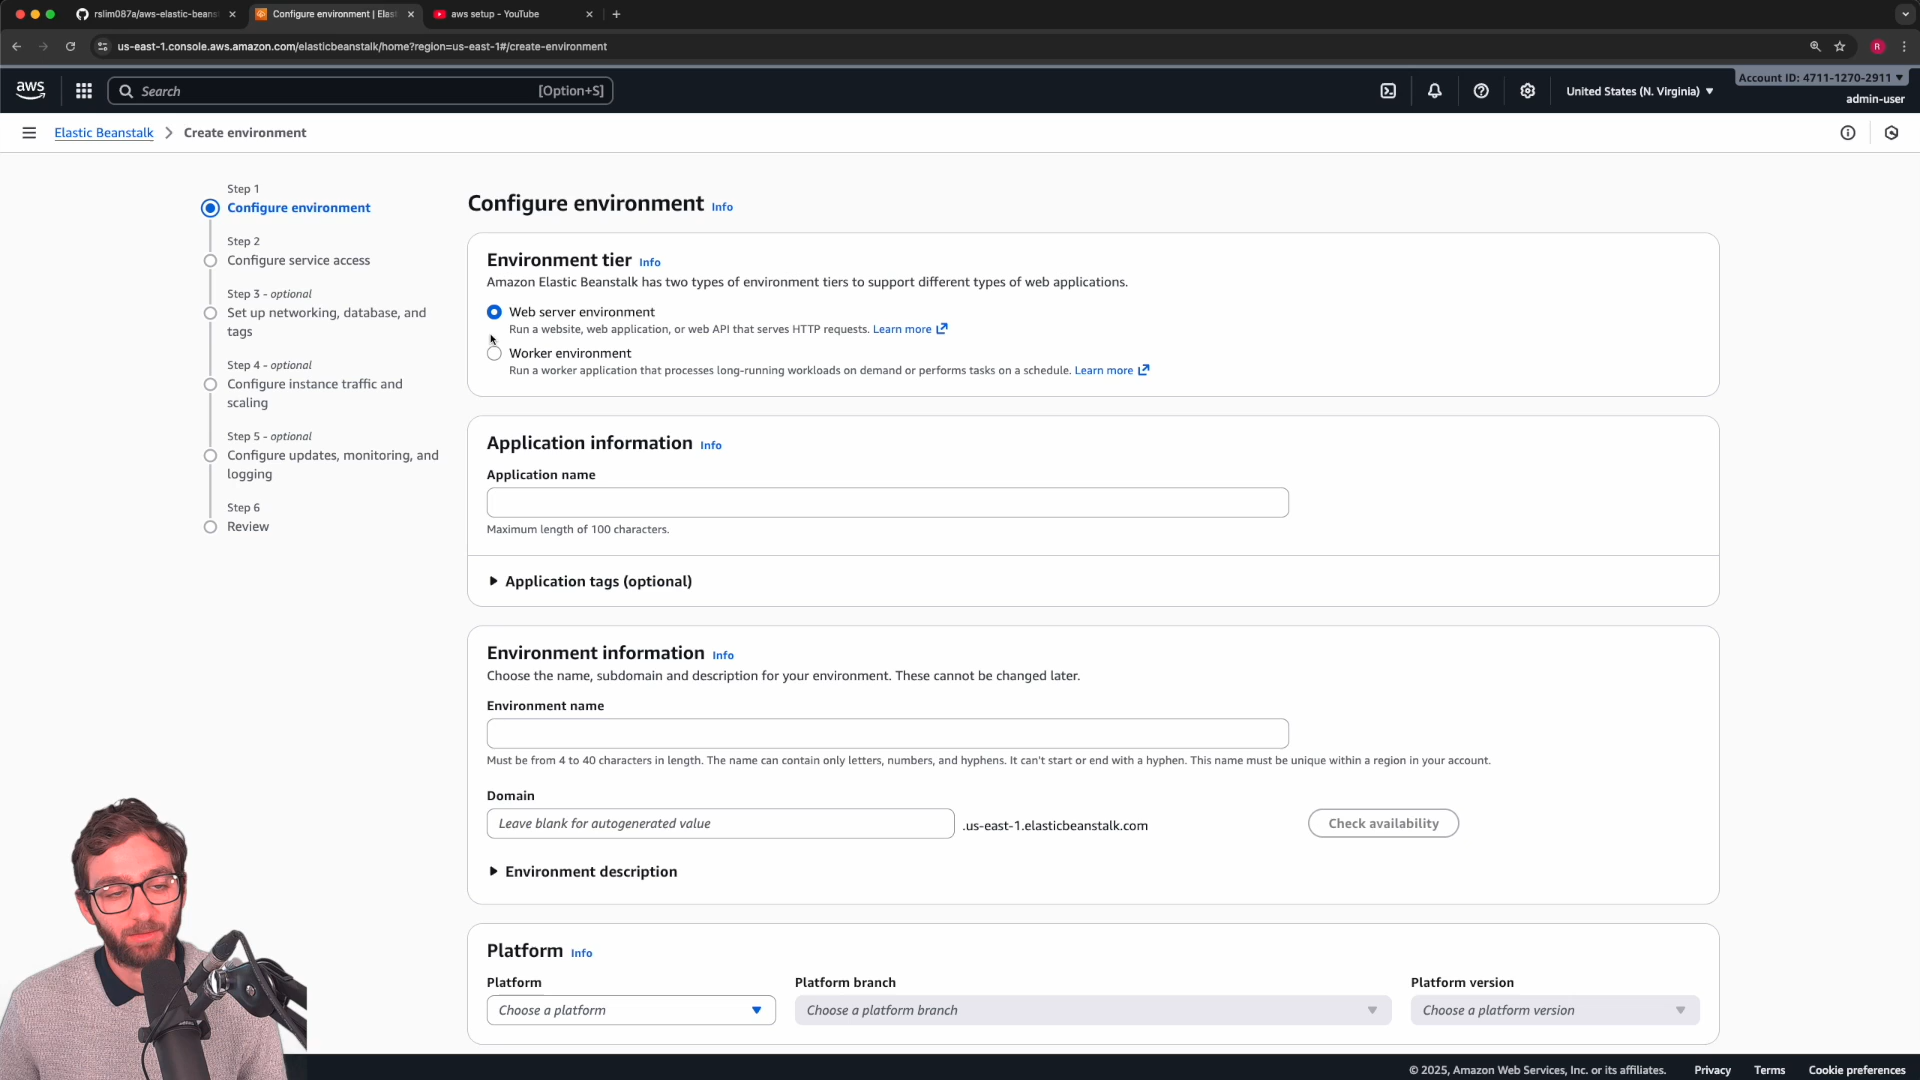 rslim087a/aws-elastic-beans
Configure environment | Elas
aws setup - YouTube
us-east-1.console.aws.amazon.com/elasticbeanstalk/home?region=us-east-1#/create-environment
R
aws
Search
[Option+S]
United States (N. Virginia)
Account ID: 4711-1270-2911
admin-user
Elastic Beanstalk
Create environment
Step 1
Configure environment
Step 2
Configure service access
Step 3 - optional
Set up networking, database, and
tags
Step 4 - optional
Configure instance traffic and
scaling
Step 5 - optional
Configure updates, monitoring, and
logging
Step 6
Review
Configure environment Info
Environment tier Info
Amazon Elastic Beanstalk has two types of environment tiers to support different types of web applications.
Web server environment
Run a website, web application, or web API that serves HTTP requests. Learn more
Worker environment
Run a worker application that processes long-running workloads on demand or performs tasks on a schedule. Learn more
Application information Info
Application name
Maximum length of 100 characters.
Application tags (optional)
Environment information Info
Choose the name, subdomain and description for your environment. These cannot be changed later.
Environment name
Must be from 4 to 40 characters in length. The name can contain only letters, numbers, and hyphens. It can't start or end with a hyphen. This name must be unique within a region in your account.
Domain
Leave blank for autogenerated value
.us-east-1.elasticbeanstalk.com
Check availability
Environment description
Platform Info
Platform
Platform branch
Platform version
Choose a platform
Choose a platform branch
Choose a platform version
© 2025, Amazon Web Services, Inc. or its affiliates.
Privacy
Terms
Cookie preferences